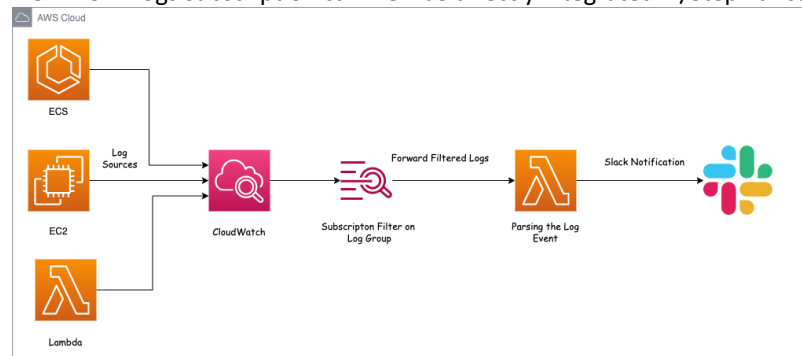 AWS Cloud
ECS
Log
Sources
EC2
Lambda
CloudWatch
Subscripton Filter on
Log Group
Forward Filtered Logs
Parsing the Log
Event
Slack Notification